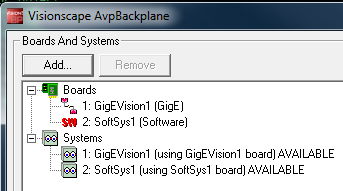 Visionscape AvpBackplane
Boards And Systems
Add... Remove
Boards
1: GigEVision1 (GigE)
2: SoftSys1 (Software)
Systems
1: GigEVision1 (using GigEVision1 board) AVAILABLE
2: SoftSys1 (using SoftSys1 board) AVAILABLE